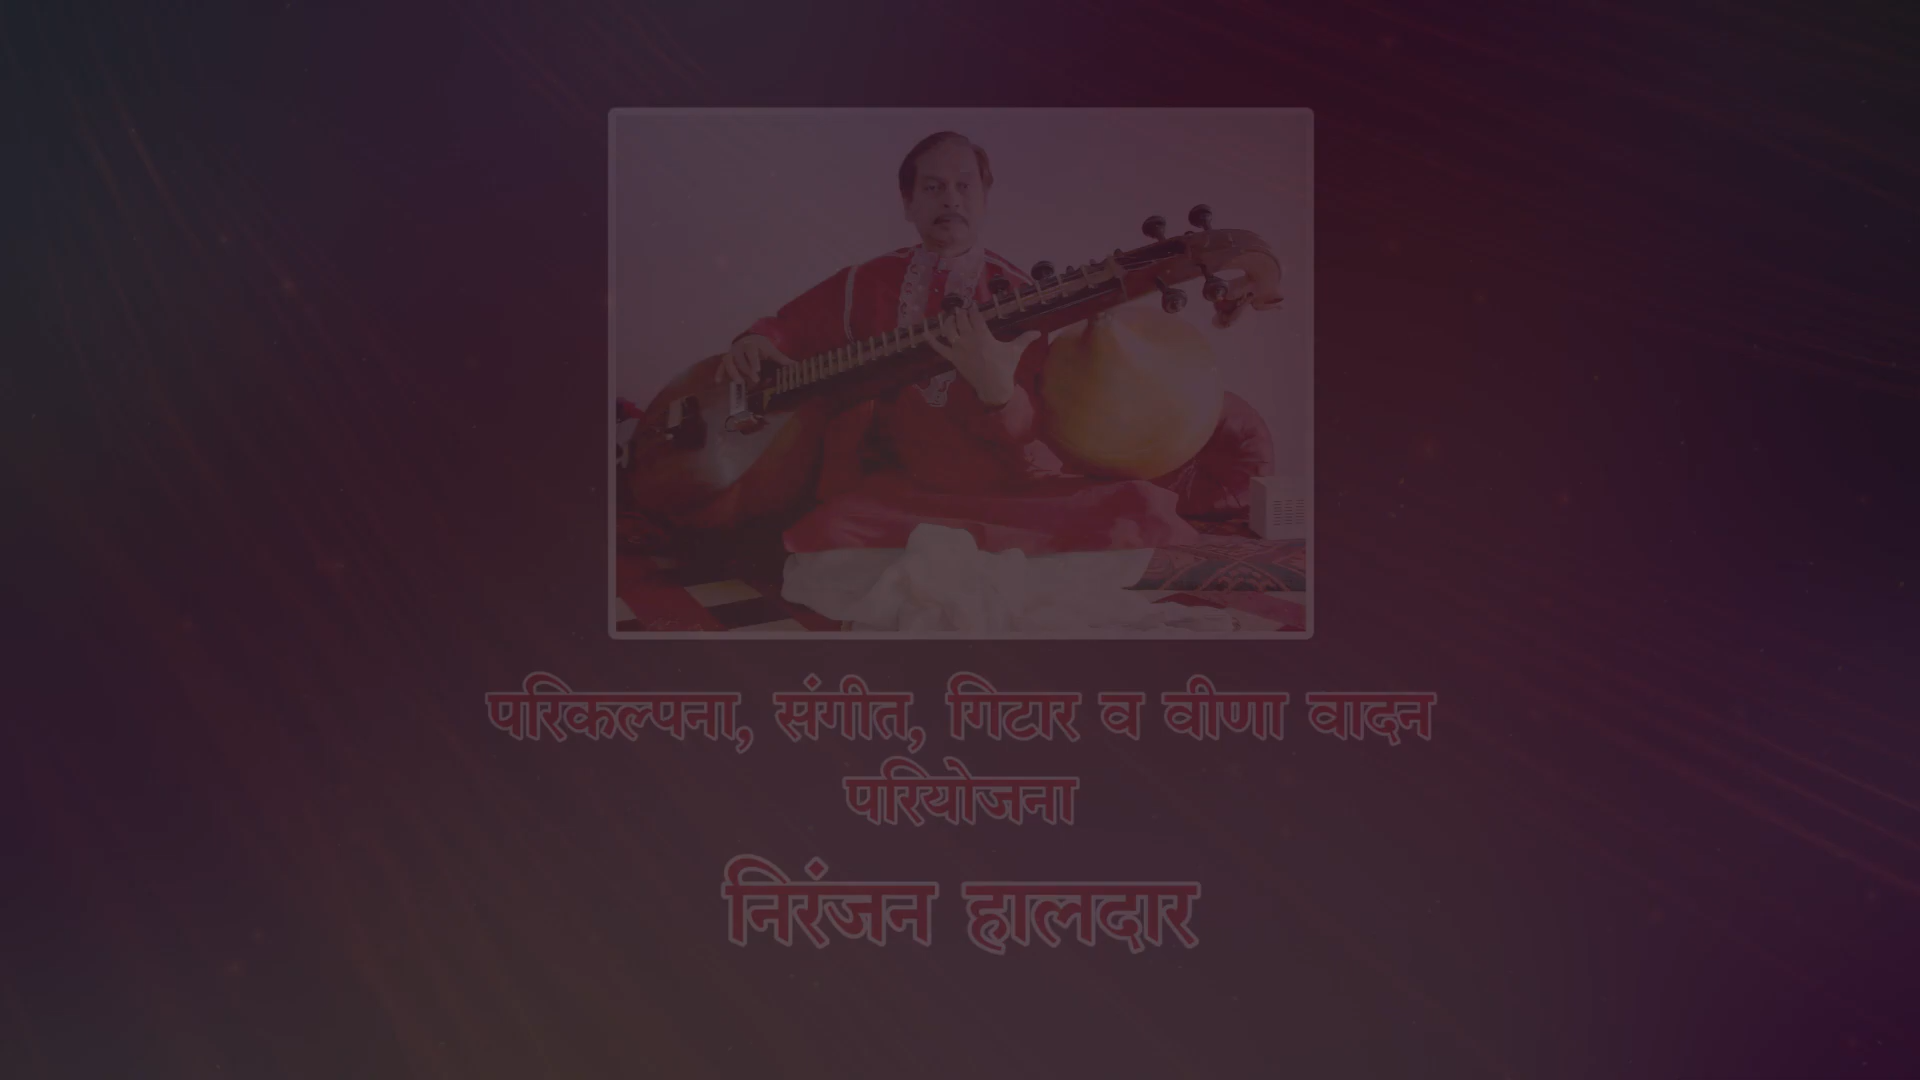 परिकल्पना, संगीत, गिटार व वीणा वादन
परियोजना
निरंजन हालदार